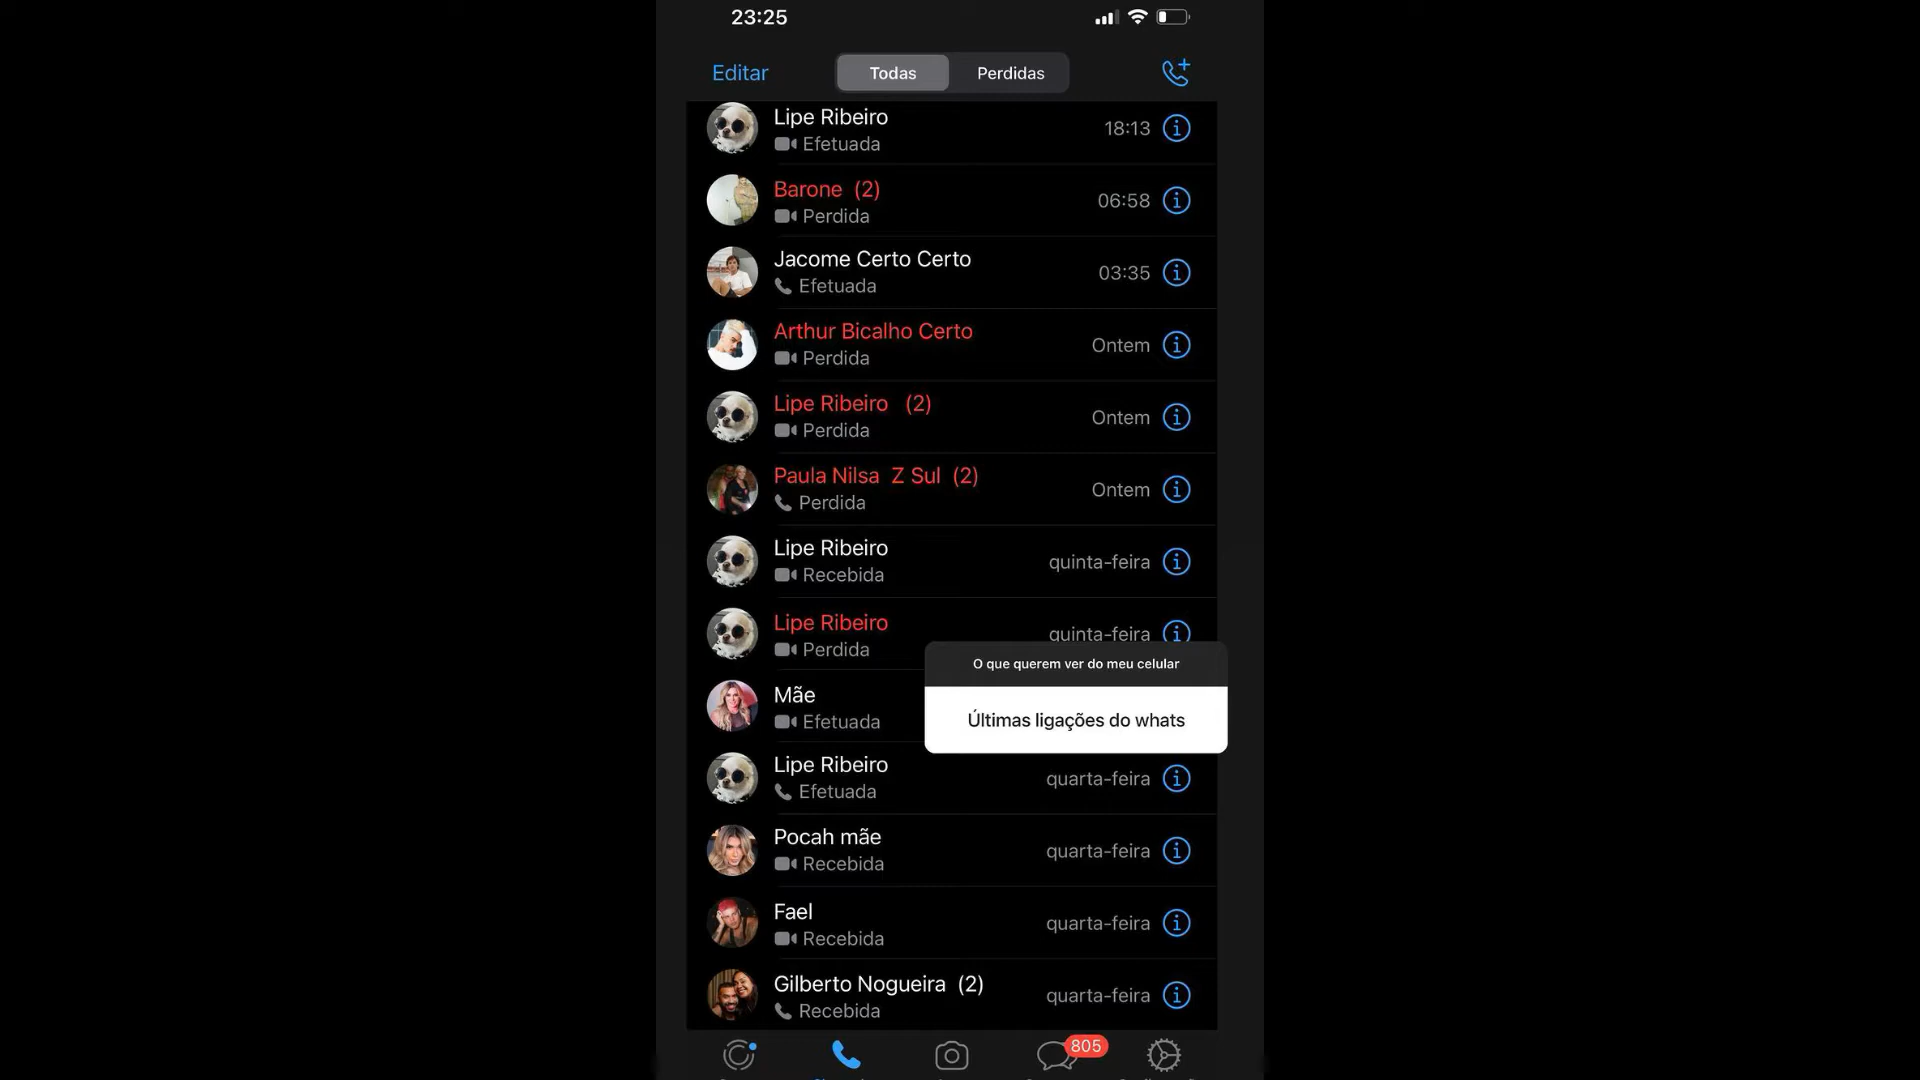 23:25
Editar
Todas
Perdidas
Lipe Ribeiro
Efetuada
18:13
Barone (2)
Perdida
06:58
Jacome Certo Certo
Efetuada
03:35
Arthur Bicalho Certo
Perdida
Ontem
Lipe Ribeiro (2)
Perdida
Ontem
Paula Nilsa Z Sul (2)
Perdida
Ontem
Lipe Ribeiro
Recebida
quinta-feira
Lipe Ribeiro
Perdida
quinta-feira
O que querem ver do meu celular
Últimas ligações do whats
Mãe
Efetuada
Lipe Ribeiro
Efetuada
quarta-feira
Pocah mãe
Recebida
quarta-feira
Fael
Recebida
quarta-feira
Gilberto Nogueira (2)
Recebida
quarta-feira
805